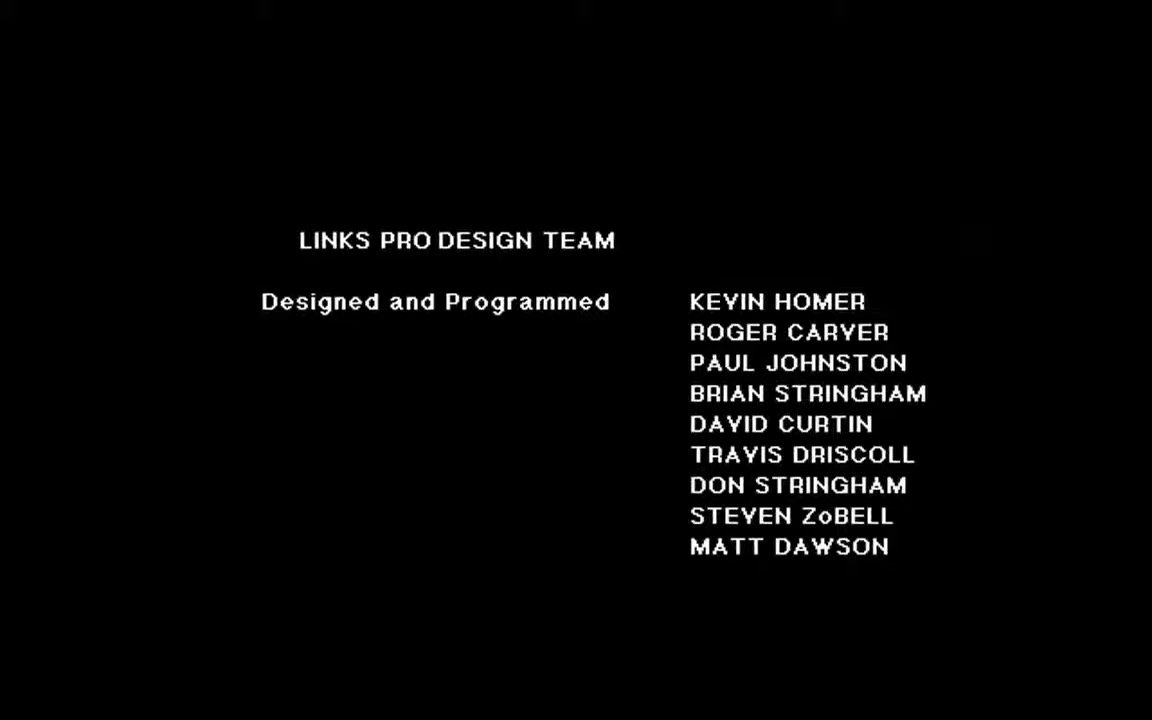 LINKS PRO DESIGN TEAM
Designed and Programmed KEVIN HOMER
ROGER CARVER
PAUL JOHNSTON
BRIAN STRINGHAM
DAVID CURTIN
TRAVIS DRISCOLL
DON STRINGHAM
STEVEN ZoBELL
MATT DAWSON